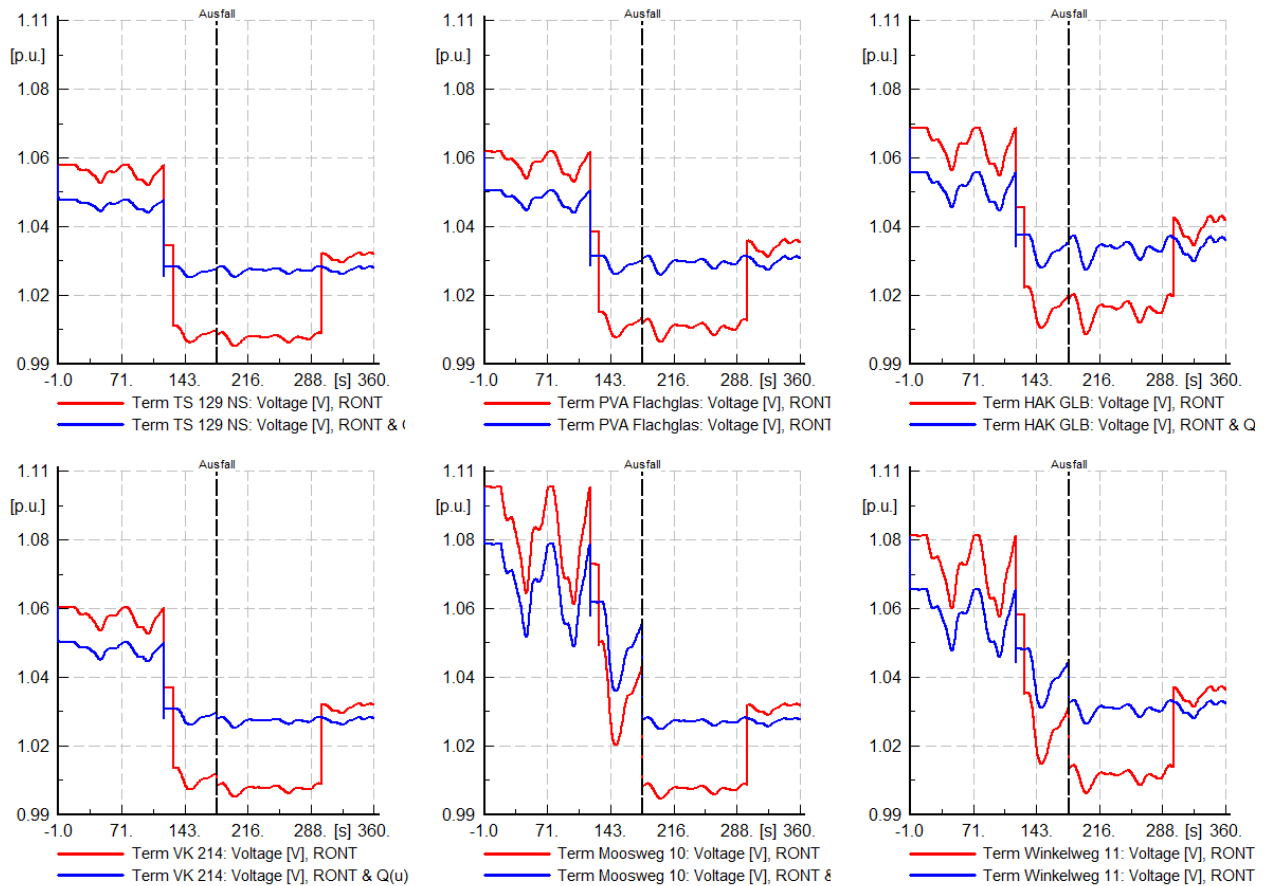 Ausfall Ausfall Ausfall
1.11 1.11 1.11
[p.u.] [p.u.] [p.u.]
1.08 1.08 1.08
1.06 1.06 1.06
1.04 1.04 1.04
1.02 1.02 1.02
0.99 0.99 0.99
-1.0 71. 143. 216. 288. [s] 360. -1.0 71. 143. 216. 288. [s] 360. -1.0 71. 143. 216. 288. [s] 360.
Term TS 129 NS: Voltage [V], RONT Term PVA Flachglas: Voltage [V], RONT Term HAK GLB: Voltage [V], RONT
Term TS 129 NS: Voltage [V], RONT & Term PVA Flachglas: Voltage [V], RONT Term HAK GLB: Voltage [V], RONT & Q
Ausfall Ausfall Ausfall
1.11 1.11 1.11
[p.u.] [p.u.] [p.u.]
1.08 1.08 1.08
1.06 1.06 1.06
1.04 1.04 1.04
1.02 1.02 1.02
0.99 0.99 0.99
-1.0 71. 143. 216. 288. [s] 360. -1.0 71. 143. 216. 288. [s] 360. -1.0 71. 143. 216. 288. [s] 360.
Term VK 214: Voltage [V], RONT Term Moosweg 10: Voltage [V], RONT Term Winkelweg 11: Voltage [V], RONT
Term VK 214: Voltage [V], RONT & Q(u) Term Moosweg 10: Voltage [V], RONT & Term Winkelweg 11: Voltage [V], RONT